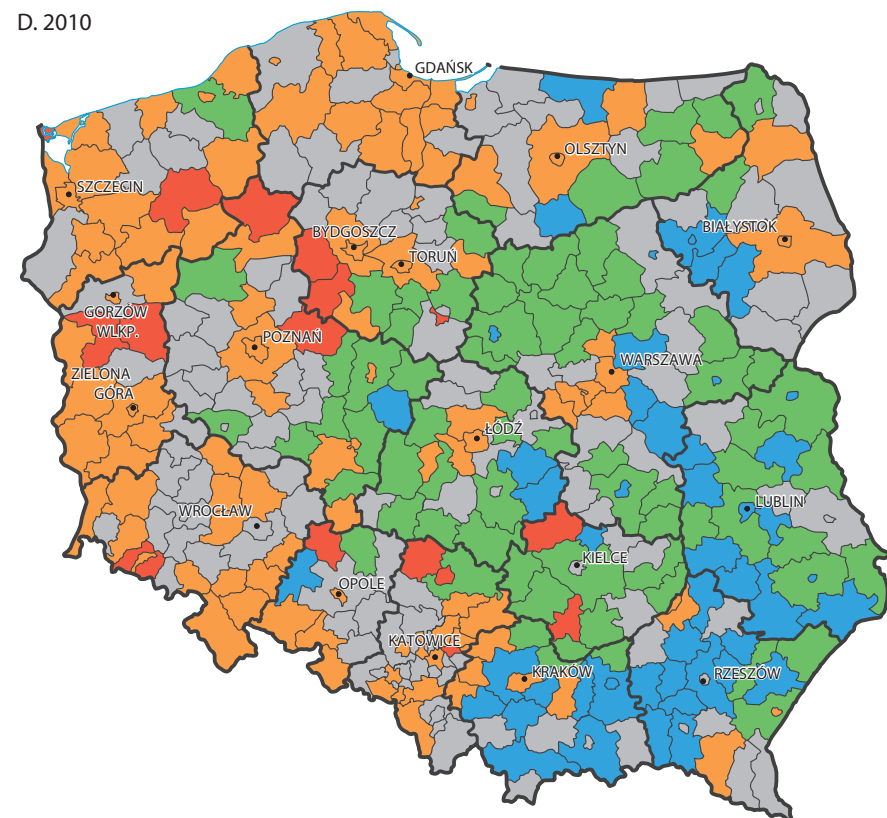 D. 2010
GDAŃSK
OLSZTYN
SZCZECIN
BYDGOSZCZ
BIAŁYSTOK
TORUŃ
GORZÓW
WLKP.
POZNAŃ
WARSZAWA
ZIELONA
GÓRA
ŁÓDŹ
WROCŁAW
LUBLIN
KIELCE
OPOLE
KATOWICE
KRAKÓW
RZESZÓW